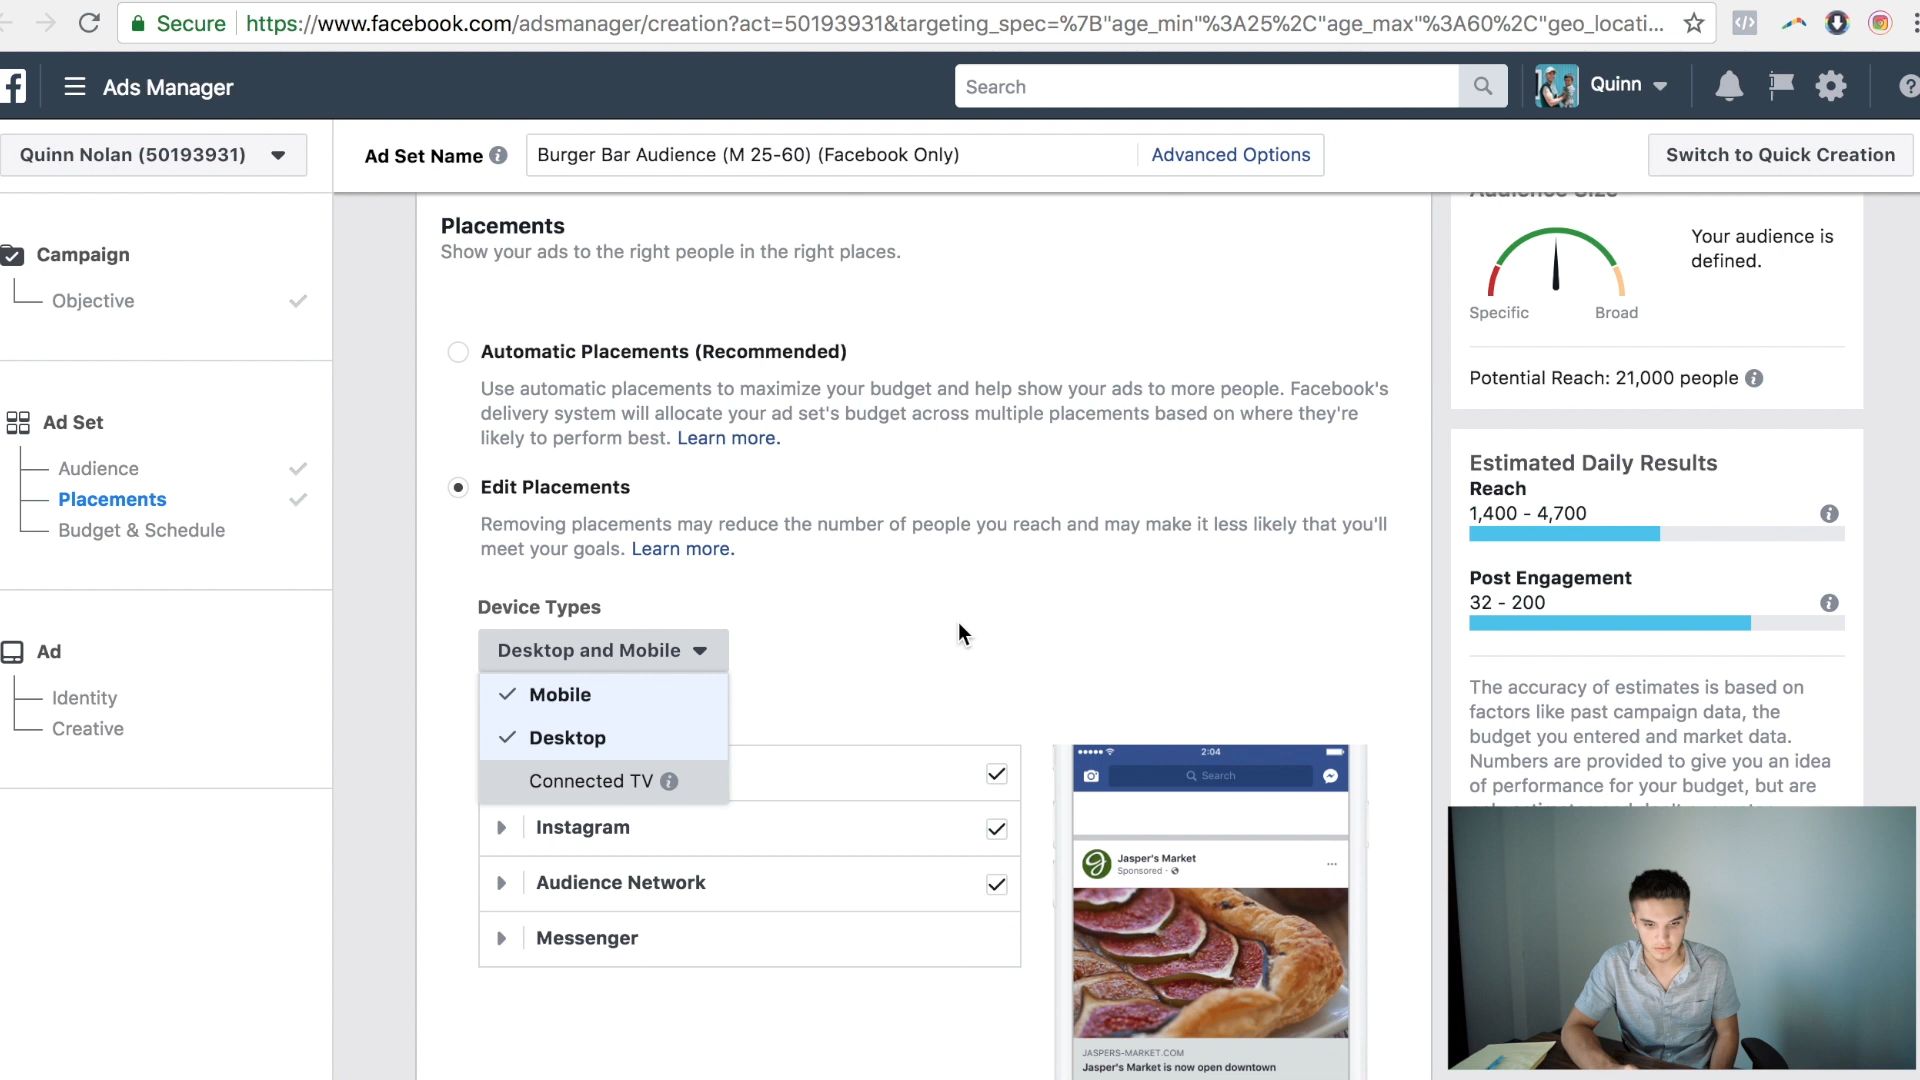 Secure
https://www.facebook.com/adsmanager/creation?act=50193931&targeting_spec=%7B"age_min"%3A25%2C"age_max"%3A60%2C"geo_locati...
Ads Manager
Search
Quinn
Quinn Nolan (50193931)
Ad Set Name
Burger Bar Audience (M 25-60) (Facebook Only)
Advanced Options
Switch to Quick Creation
Campaign
Objective
Ad Set
Audience
Placements
Budget & Schedule
Ad
Identity
Creative
Placements
Show your ads to the right people in the right places.
Automatic Placements (Recommended)
Use automatic placements to maximize your budget and help show your ads to more people. Facebook's
delivery system will allocate your ad set's budget across multiple placements based on where they're
likely to perform best. Learn more.
Edit Placements
Removing placements may reduce the number of people you reach and may make it less likely that you'll
meet your goals. Learn more.
Device Types
Desktop and Mobile
Mobile
Desktop
Connected TV
Instagram
Audience Network
Messenger
2:04
Search
Jasper's Market
Sponsored
JASPERS-MARKET.COM
Jasper's Market is now open downtown
Audience Size
Your audience is
defined.
Specific
Broad
Potential Reach: 21,000 people
Estimated Daily Results
Reach
1,400 - 4,700
Post Engagement
32 - 200
The accuracy of estimates is based on
factors like past campaign data, the
budget you entered and market data.
Numbers are provided to give you an idea
of performance for your budget, but are